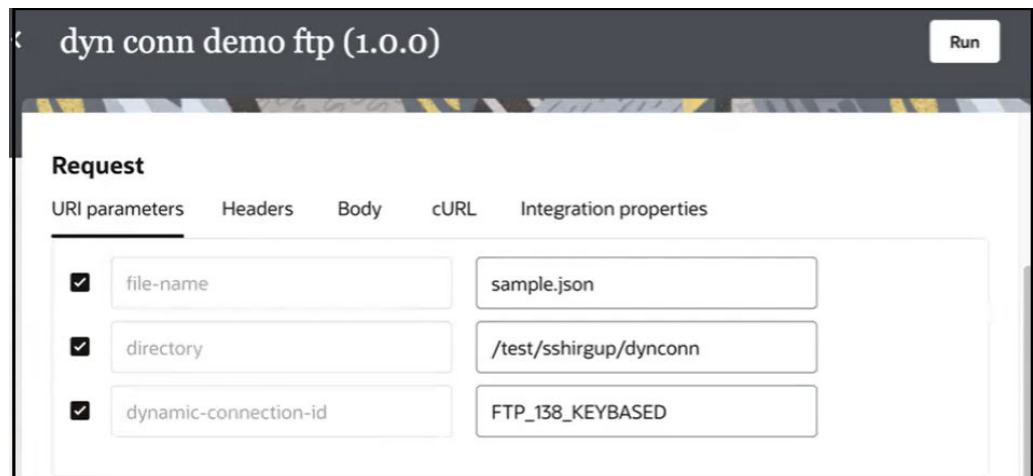 dyn conn demo ftp (1.0.0)
Run
Request
URI parameters Headers Body cURL Integration properties
file-name sample.json
directory /test/sshirgup/dynconn
dynamic-connection-id FTP_138_KEYBASED